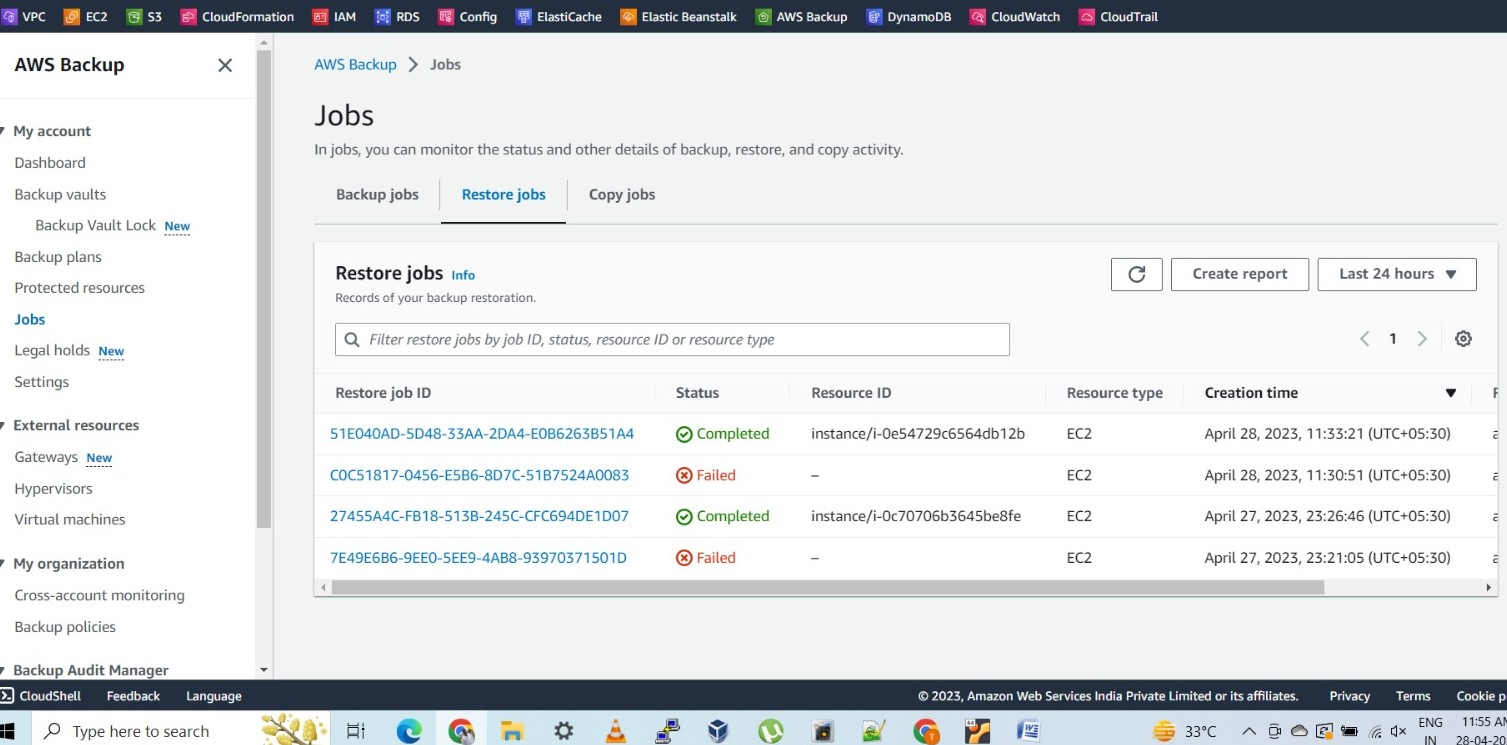 VPC EC2 S3 CloudFormation IAM RDS Config ElastiCache Elastic Beanstalk AWS Backup DynamoDB CloudWatch CloudTrail
AWS Backup
My account
Dashboard
Backup vaults
Backup Vault Lock New
Backup plans
Protected resources
Jobs
Legal holds New
Settings
External resources
Gateways New
Hypervisors
Virtual machines
My organization
Cross-account monitoring
Backup policies
Backup Audit Manager
AWS Backup > Jobs
Jobs
In jobs, you can monitor the status and other details of backup, restore, and copy activity.
Backup jobs Restore jobs Copy jobs
Restore jobs Info
Records of your backup restoration.
Create report Last 24 hours
Filter restore jobs by job ID, status, resource ID or resource type
1
Restore job ID Status Resource ID Resource type Creation time
51E040AD-5D48-33AA-2DA4-E0B6263B51A4 Completed instance/i-0e54729c6564db12b EC2 April 28, 2023, 11:33:21 (UTC+05:30)
C0C51817-0456-E5B6-8D7C-51B7524A0083 Failed – EC2 April 28, 2023, 11:30:51 (UTC+05:30)
27455A4C-FB18-513B-245C-CFC694DE1D07 Completed instance/i-0c70706b3645be8fe EC2 April 27, 2023, 23:26:46 (UTC+05:30)
7E49E6B6-9EE0-5EE9-4AB8-93970371501D Failed – EC2 April 27, 2023, 23:21:05 (UTC+05:30)
CloudShell Feedback Language © 2023, Amazon Web Services India Private Limited or its affiliates. Privacy Terms Cookie p
Type here to search 33°C ENG 11:55 AM
IN 28-04-20